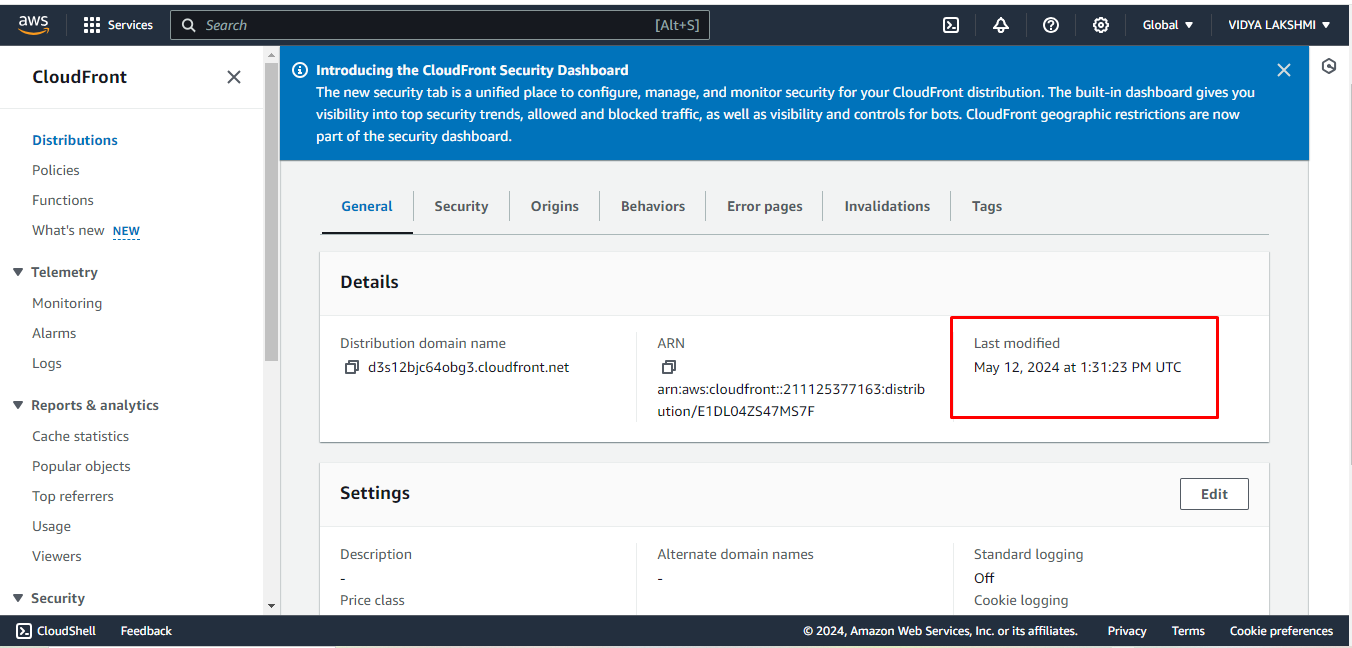 aws
Services
Search
[Alt+S]
Global
VIDYA LAKSHMI
CloudFront
Distributions
Policies
Functions
What's new NEW
Telemetry
Monitoring
Alarms
Logs
Reports & analytics
Cache statistics
Popular objects
Top referrers
Usage
Viewers
Security
Introducing the CloudFront Security Dashboard
The new security tab is a unified place to configure, manage, and monitor security for your CloudFront distribution. The built-in dashboard gives you
visibility into top security trends, allowed and blocked traffic, as well as visibility and controls for bots. CloudFront geographic restrictions are now
part of the security dashboard.
General
Security
Origins
Behaviors
Error pages
Invalidations
Tags
Details
Distribution domain name
d3s12bjc64obg3.cloudfront.net
ARN
arn:aws:cloudfront::211125377163:distrib
ution/E1DL04ZS47MS7F
Last modified
May 12, 2024 at 1:31:23 PM UTC
Settings
Edit
Description
-
Price class
Alternate domain names
-
Standard logging
Off
Cookie logging
CloudShell
Feedback
© 2024, Amazon Web Services, Inc. or its affiliates.
Privacy
Terms
Cookie preferences